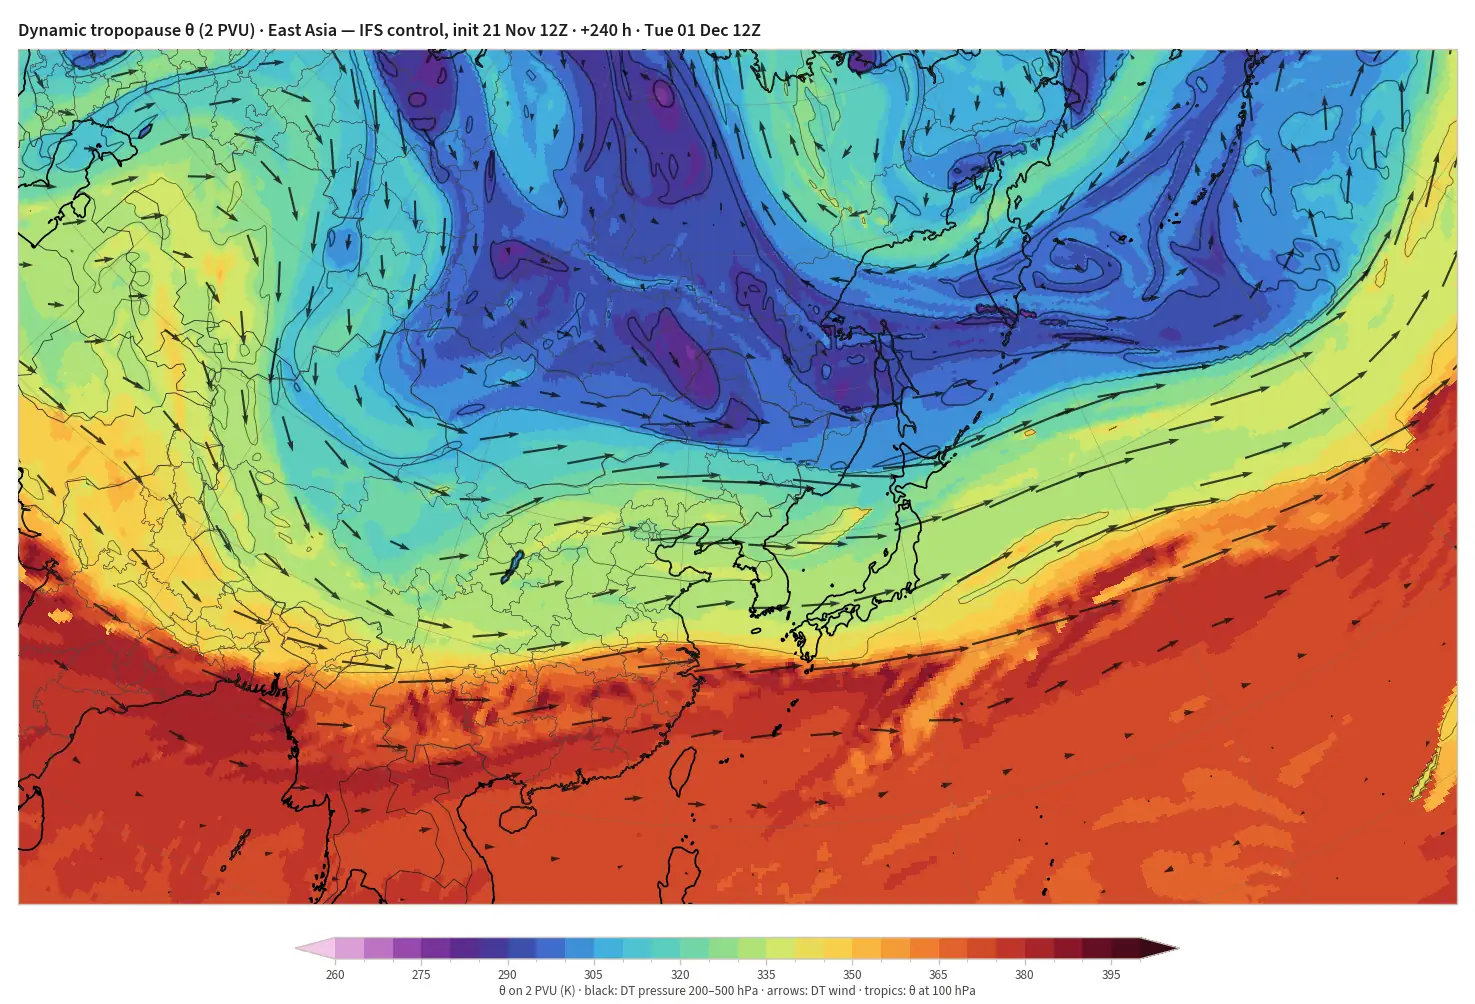 Dynamic tropopause θ (2 PVU) · East Asia — IFS control, init 21 Nov 12Z · +240 h · Tue 01 Dec 12Z
260 275 290 305 320 335 350 365 380 395
θ on 2 PVU (K) · black: DT pressure 200–500 hPa · arrows: DT wind · tropics: θ at 100 hPa